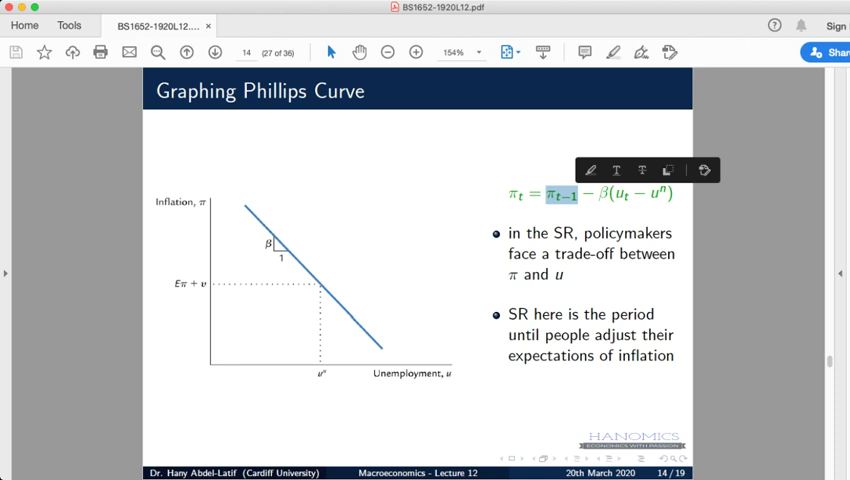 BS1652-1920L12.pdf
Home
Tools
BS1652-1920L12.... ×
Sign
14
(27 of 36)
154%
Shar
Graphing Phillips Curve
πt = πt−1 − β(ut − uⁿ)
Inflation, π
β
1
Eπ + υ
uⁿ
Unemployment, u
in the SR, policymakers
face a trade-off between
π and u
SR here is the period
until people adjust their
expectations of inflation
HANOMICS
ECONOMICS WITH PASSION
Dr. Hany Abdel-Latif (Cardiff University)
Macroeconomics - Lecture 12
20th March 2020
14 / 19